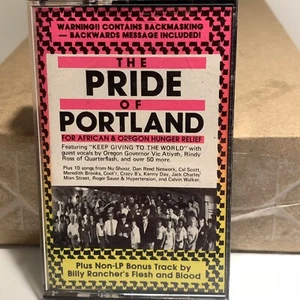 WARNING!! CONTAINS BACKMASKING
— BACKWARDS MESSAGE INCLUDED!
THE
PRIDE
OF
PORTLAND
FOR AFRICAN & OREGON HUNGER RELIEF
Featuring "KEEP GIVING TO THE WORLD" with
guest vocals by Oregon Governor Vic Atiyeh, Rindy
Ross of Quarterflash, and over 50 more.
Plus 10 songs from Nu Shooz, Dan Reed Network, Cal Scott,
Meredith Brooks, Cool'r, Crazy 8's, Kenny Day, Jack Charles'
Main Street, Roger Sause & Hypertension, and Calvin Walker.
Plus Non-LP Bonus Track by
Billy Rancher's Flesh and Blood